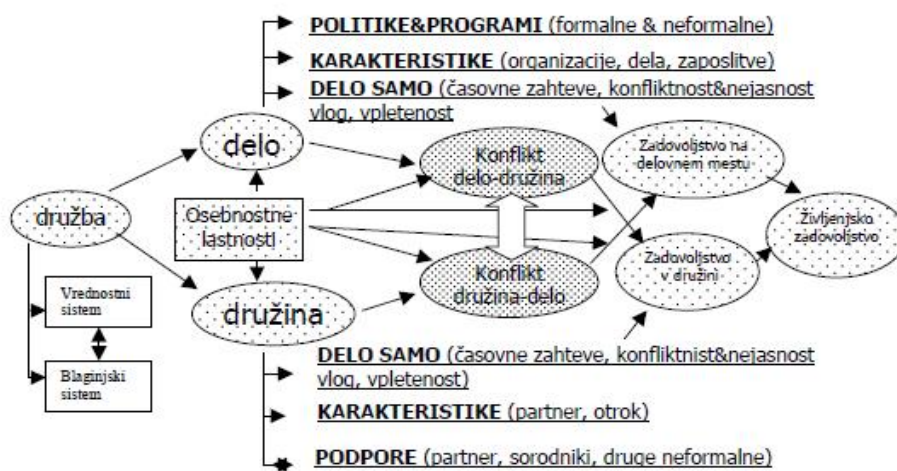 POLITIKE&PROGRAMI (formalne & neformalne)
KARAKTERISTIKE (organizacije, dela, zaposlitve)
DELO SAMO (časovne zahteve, konfliktnost&nejasnost
vlog, vpletenost
delo
Konflikt
delo-družina
Zadovoljstvo na
delovnem mestu
družba
Osebnostne
lastnosti
Življenjsko
zadovoljstvo
Zadovoljstvo
v družini
Konflikt
družina-delo
družina
Vrednostni
sistem
Blaginjski
sistem
DELO SAMO (časovne zahteve, konfliktnist&nejasnost
vlog, vpletenost)
KARAKTERISTIKE (partner, otrok)
PODPORE (partner, sorodniki, druge neformalne)